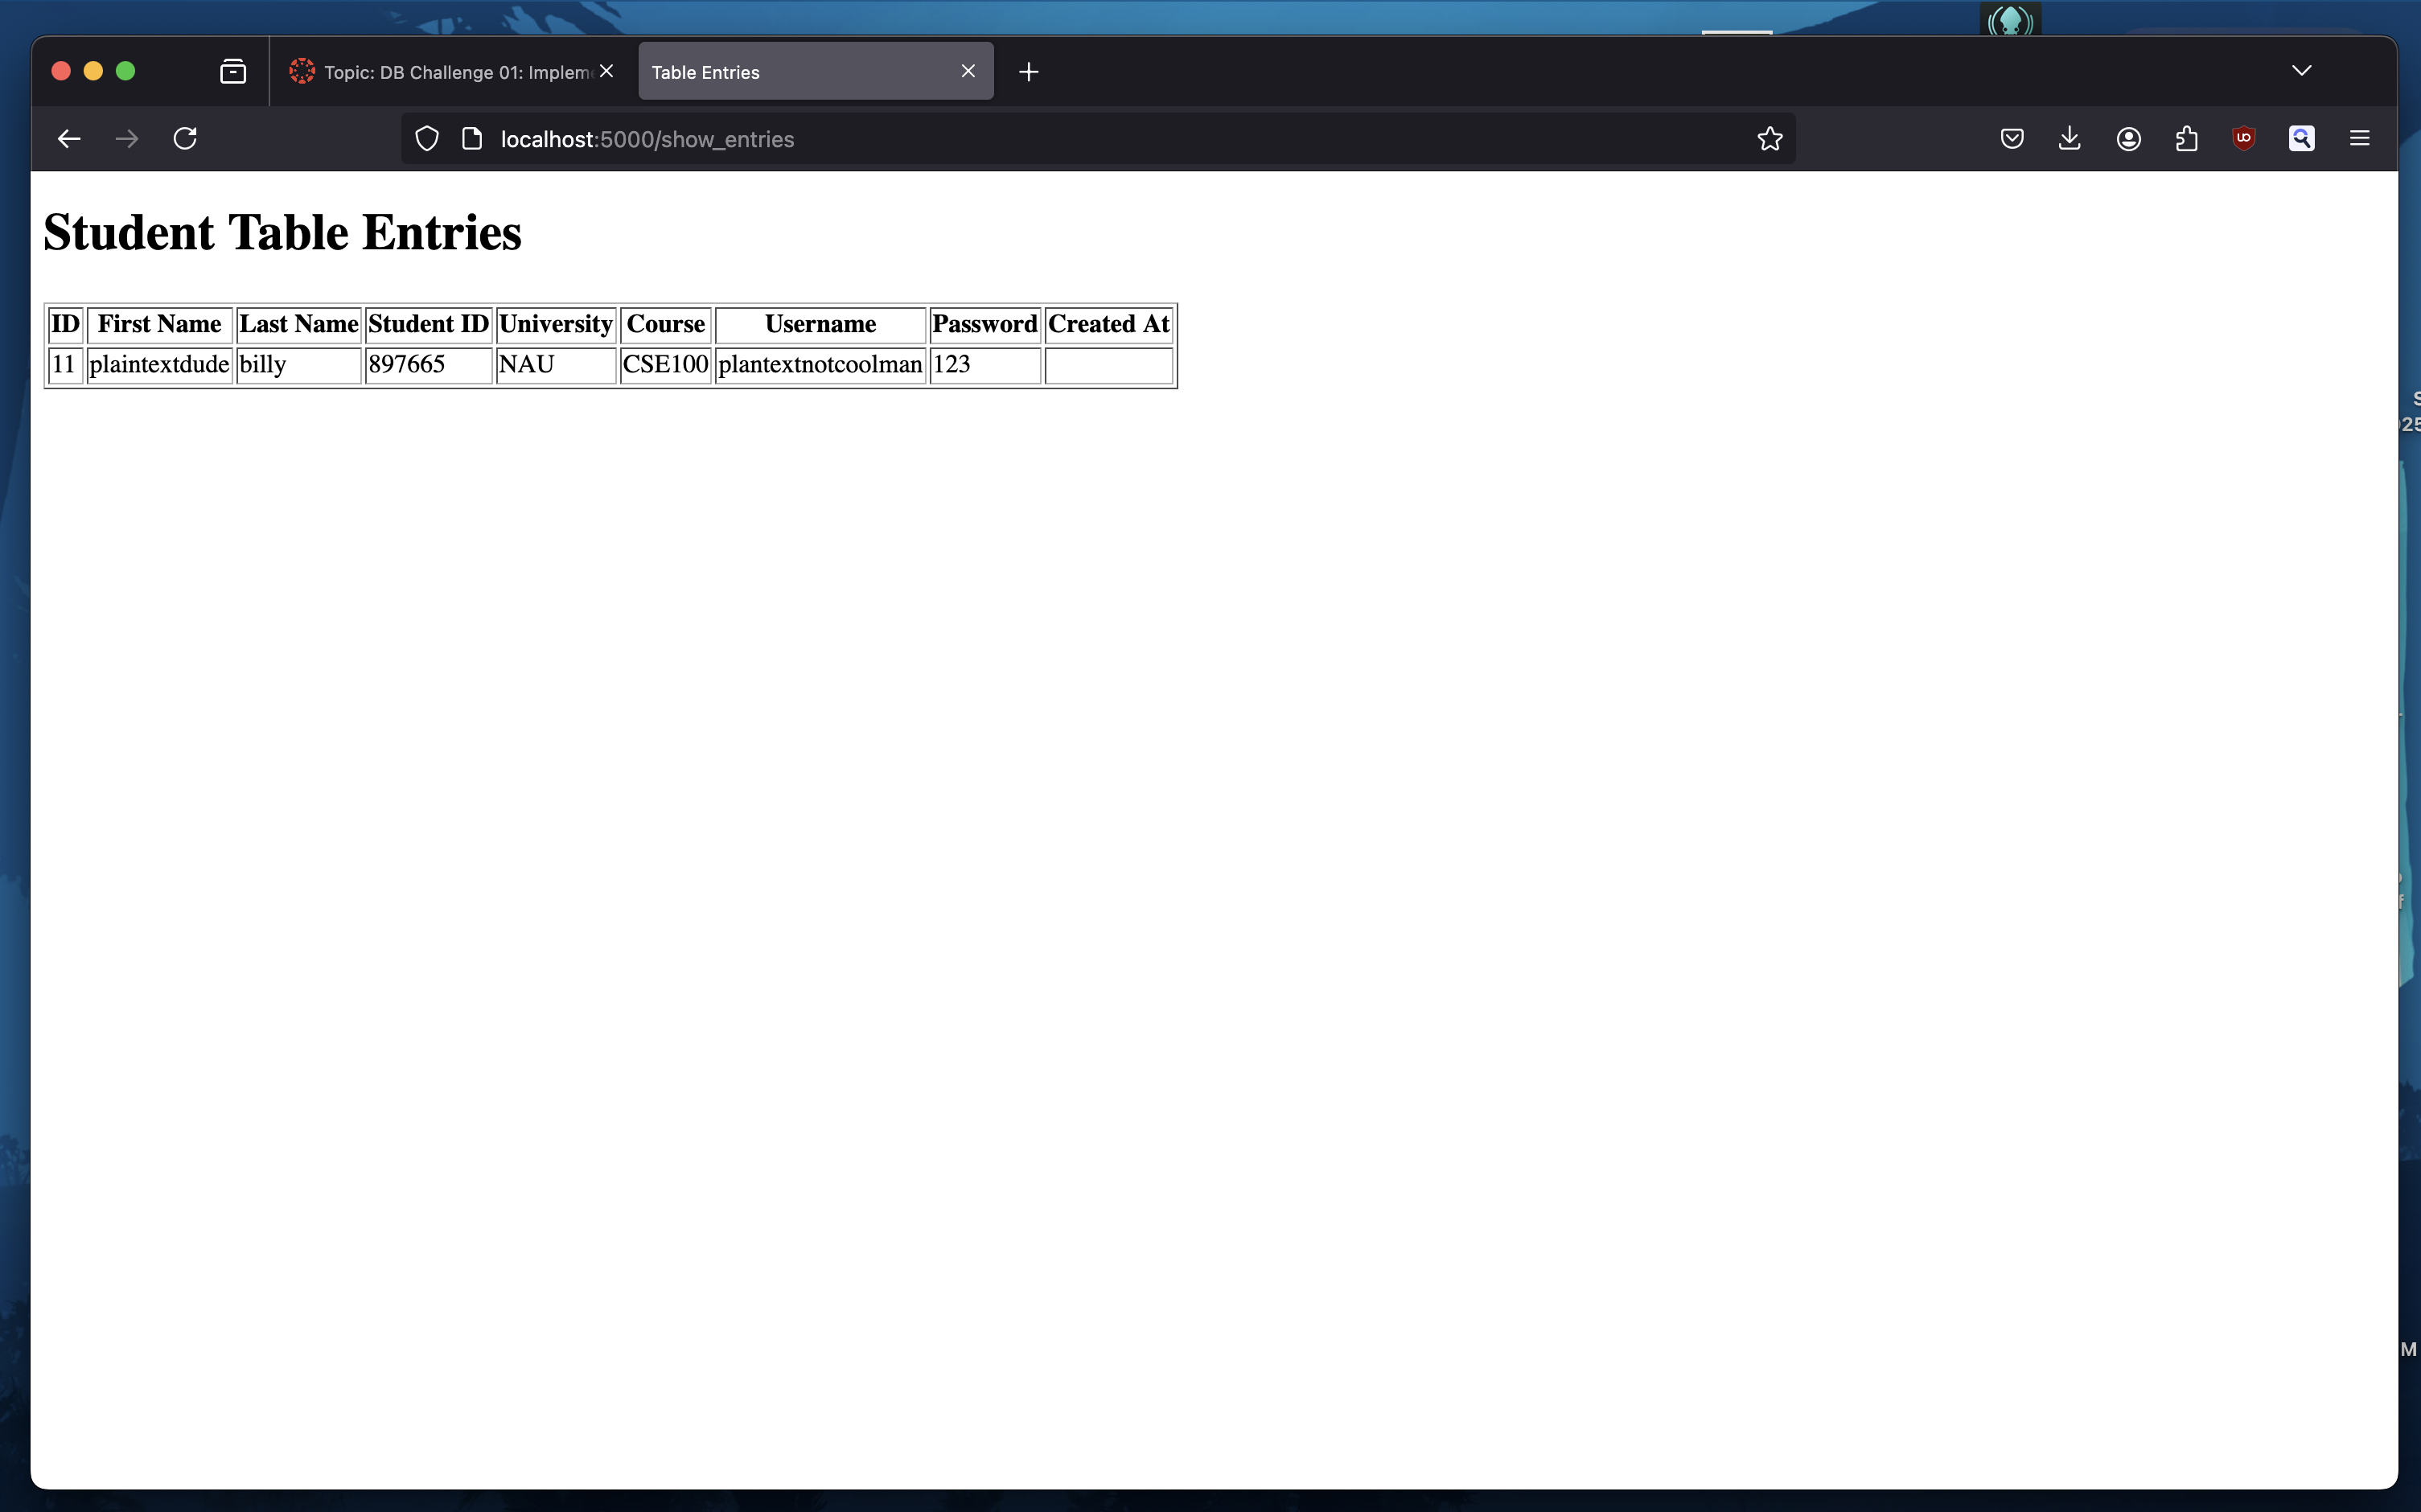 Topic: DB Challenge 01: Implem
Table Entries
localhost:5000/show_entries
Student Table Entries
ID First Name Last Name Student ID University Course Username Password Created At
11 plaintextdude billy 897665 NAU CSE100 plantextnotcoolman 123